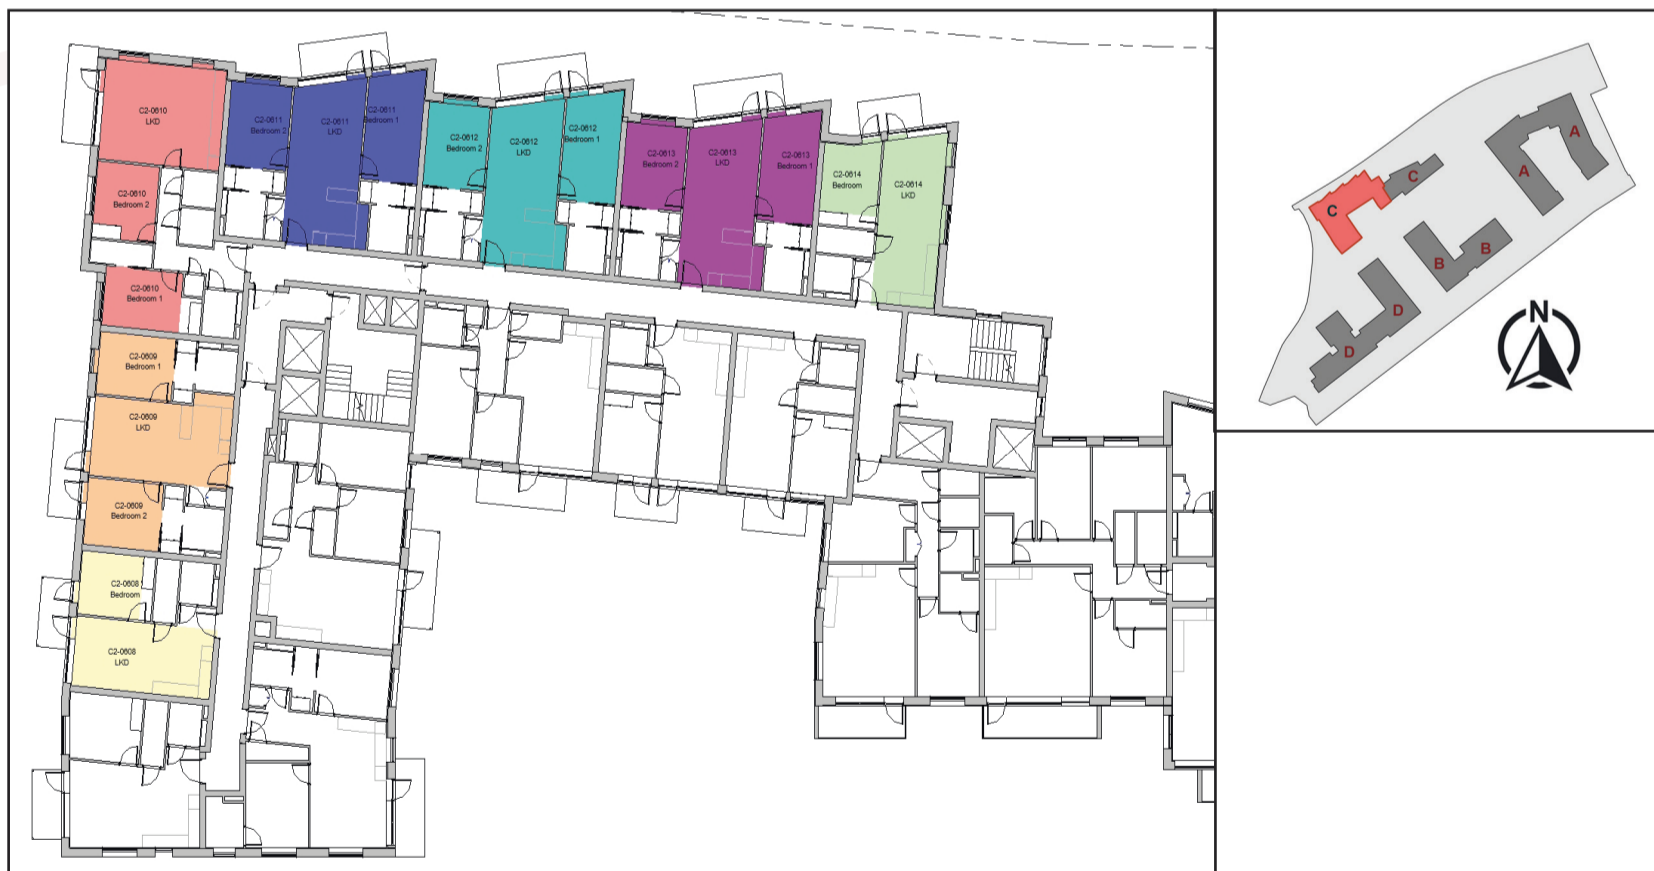 C2-0610
LKD
C2-0610
Bedroom 2
C2-0610
Bedroom 1
C2-0611
Bedroom 2
C2-0611
LKD
C2-0611
Bedroom 1
C2-0612
Bedroom 2
C2-0612
LKD
C2-0612
Bedroom 1
C2-0613
Bedroom 2
C2-0613
LKD
C2-0613
Bedroom 1
C2-0614
Bedroom
C2-0614
LKD
C2-0609
Bedroom 1
C2-0609
LKD
C2-0609
Bedroom 2
C2-0608
Bedroom
C2-0608
LKD
A
A
C
C
B
B
D
D
N